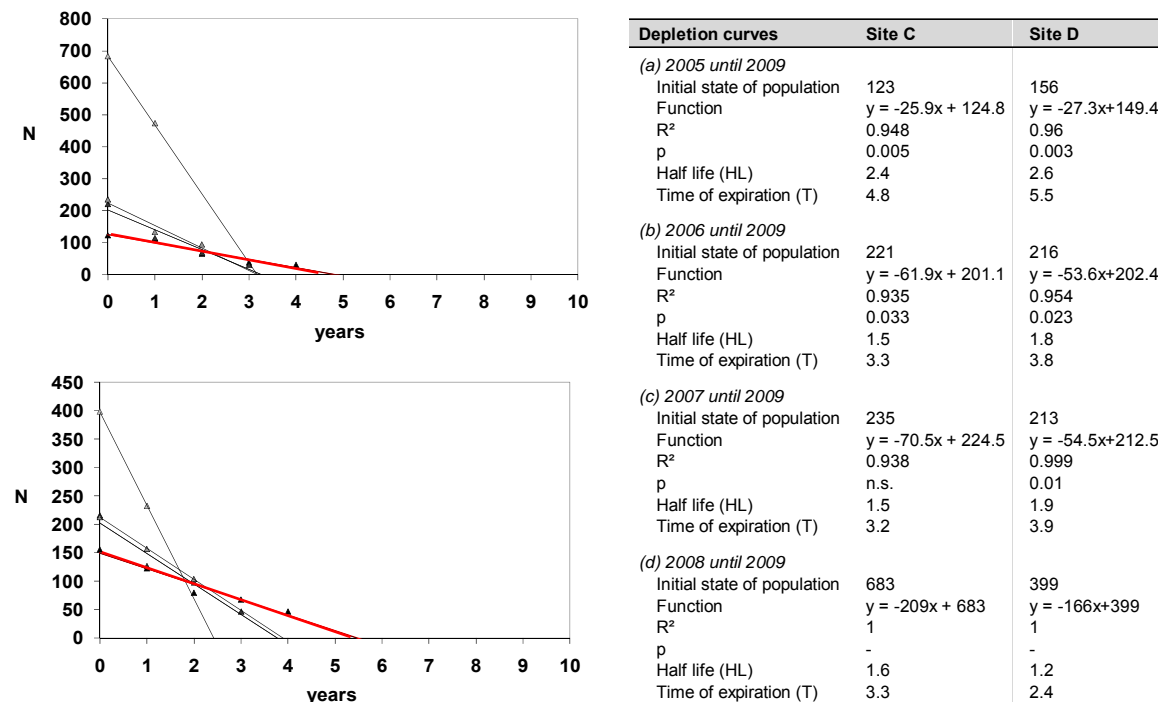 800
700
600
500
N
400
300
200
100
0
0 1 2 3 4 5 6 7 8 9 10
years
450
400
350
300
N
250
200
150
100
50
0
0 1 2 3 4 5 6 7 8 9 10
years
Depletion curves Site C Site D
(a) 2005 until 2009
Initial state of population 123 156
Function y = -25.9x + 124.8 y = -27.3x+149.4
R² 0.948 0.96
p 0.005 0.003
Half life (HL) 2.4 2.6
Time of expiration (T) 4.8 5.5
(b) 2006 until 2009
Initial state of population 221 216
Function y = -61.9x + 201.1 y = -53.6x+202.4
R² 0.935 0.954
p 0.033 0.023
Half life (HL) 1.5 1.8
Time of expiration (T) 3.3 3.8
(c) 2007 until 2009
Initial state of population 235 213
Function y = -70.5x + 224.5 y = -54.5x+212.5
R² 0.938 0.999
p n.s. 0.01
Half life (HL) 1.5 1.9
Time of expiration (T) 3.2 3.9
(d) 2008 until 2009
Initial state of population 683 399
Function y = -209x + 683 y = -166x+399
R² 1 1
p - -
Half life (HL) 1.6 1.2
Time of expiration (T) 3.3 2.4